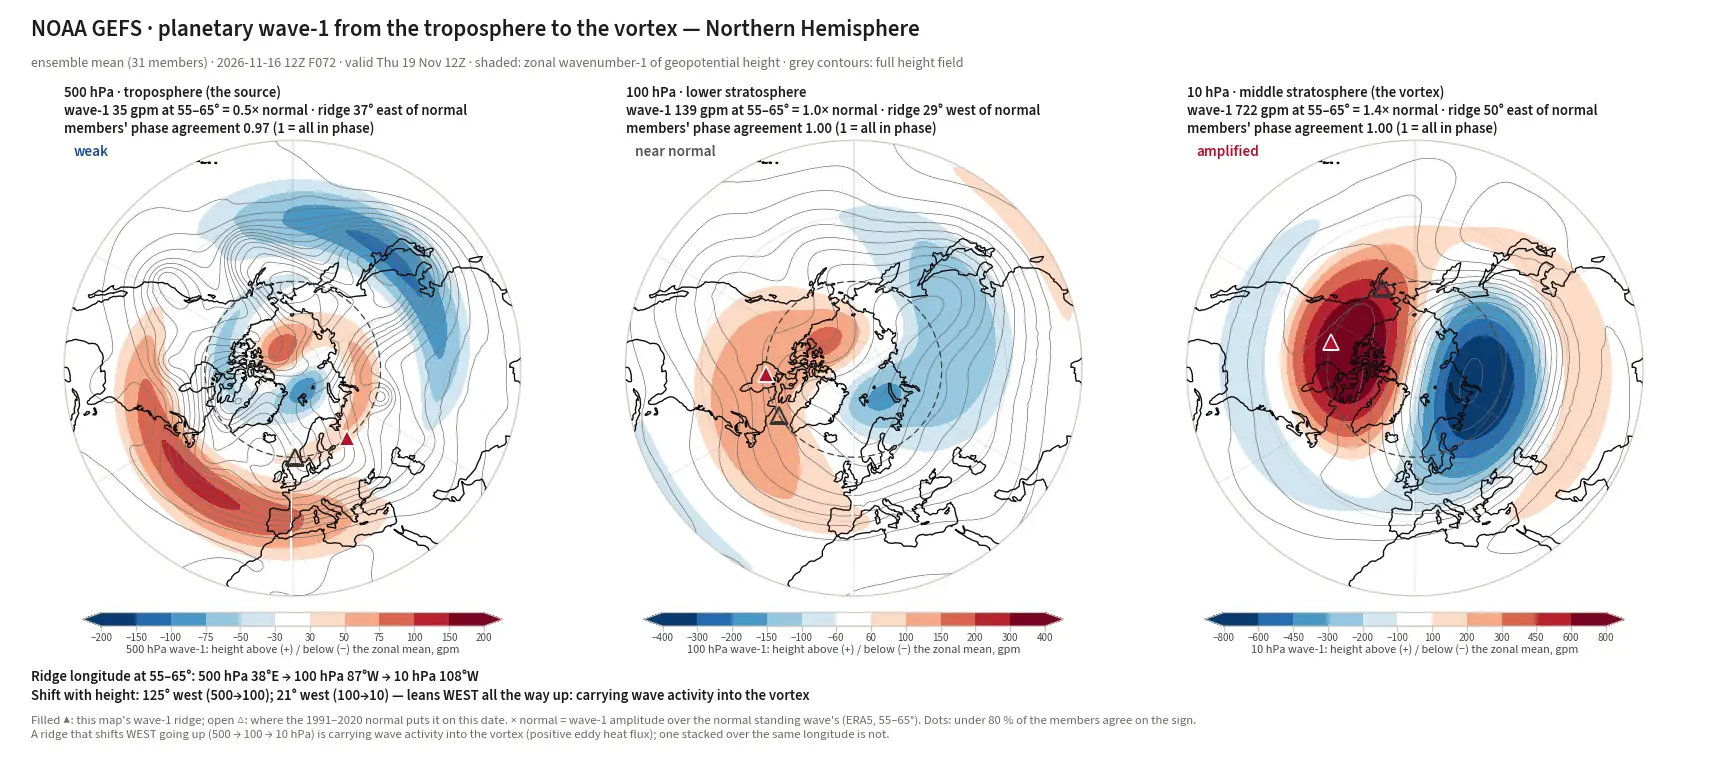 NOAA GEFS · planetary wave-1 from the troposphere to the vortex — Northern Hemisphere
ensemble mean (31 members) · 2026-11-16 12Z F072 · valid Thu 19 Nov 12Z · shaded: zonal wavenumber-1 of geopotential height · grey contours: full height field
500 hPa · troposphere (the source)
wave-1 35 gpm at 55–65° = 0.5× normal · ridge 37° east of normal
members' phase agreement 0.97 (1 = all in phase)
weak
100 hPa · lower stratosphere
wave-1 139 gpm at 55–65° = 1.0× normal · ridge 29° west of normal
members' phase agreement 1.00 (1 = all in phase)
near normal
10 hPa · middle stratosphere (the vortex)
wave-1 722 gpm at 55–65° = 1.4× normal · ridge 50° east of normal
members' phase agreement 1.00 (1 = all in phase)
amplified
−200 −150 −100 −75 −50 −30 30 50 75 100 150 200
500 hPa wave-1: height above (+) / below (−) the zonal mean, gpm
−400 −300 −200 −150 −100 −60 60 100 150 200 300 400
100 hPa wave-1: height above (+) / below (−) the zonal mean, gpm
−800 −600 −450 −300 −200 −100 100 200 300 450 600 800
10 hPa wave-1: height above (+) / below (−) the zonal mean, gpm
Ridge longitude at 55–65°: 500 hPa 38°E → 100 hPa 87°W → 10 hPa 108°W
Shift with height: 125° west (500→100); 21° west (100→10) — leans WEST all the way up: carrying wave activity into the vortex
Filled ▲: this map's wave-1 ridge; open △: where the 1991–2020 normal puts it on this date. × normal = wave-1 amplitude over the normal standing wave's (ERA5, 55–65°). Dots: under 80 % of the members agree on the sign.
A ridge that shifts WEST going up (500 → 100 → 10 hPa) is carrying wave activity into the vortex (positive eddy heat flux); one stacked over the same longitude is not.